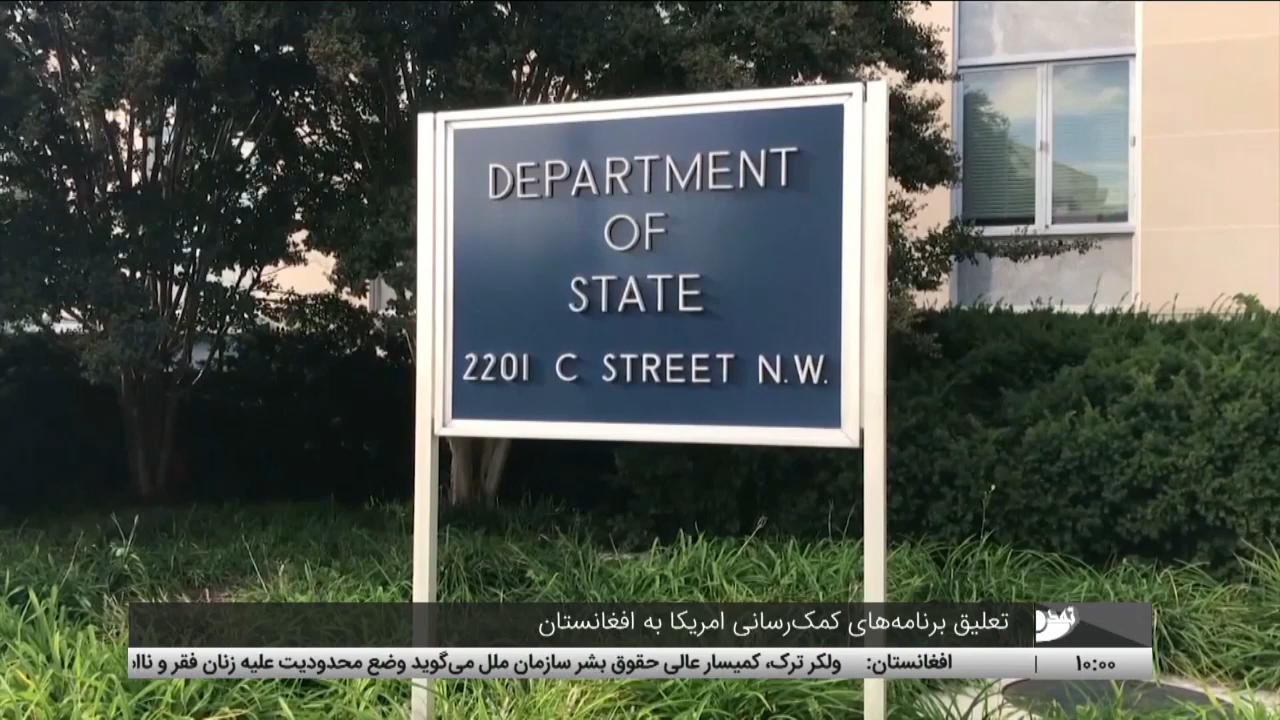 DEPARTMENT
OF
STATE
2201 C STREET N.W.
تعلیق برنامه‌های کمک‌رسانی امریکا به افغانستان
۱۰:۰۰ | افغانستان: ولکر ترک، کمیسار عالی حقوق بشر سازمان ملل می‌گوید وضع محدودیت علیه زنان فقر و